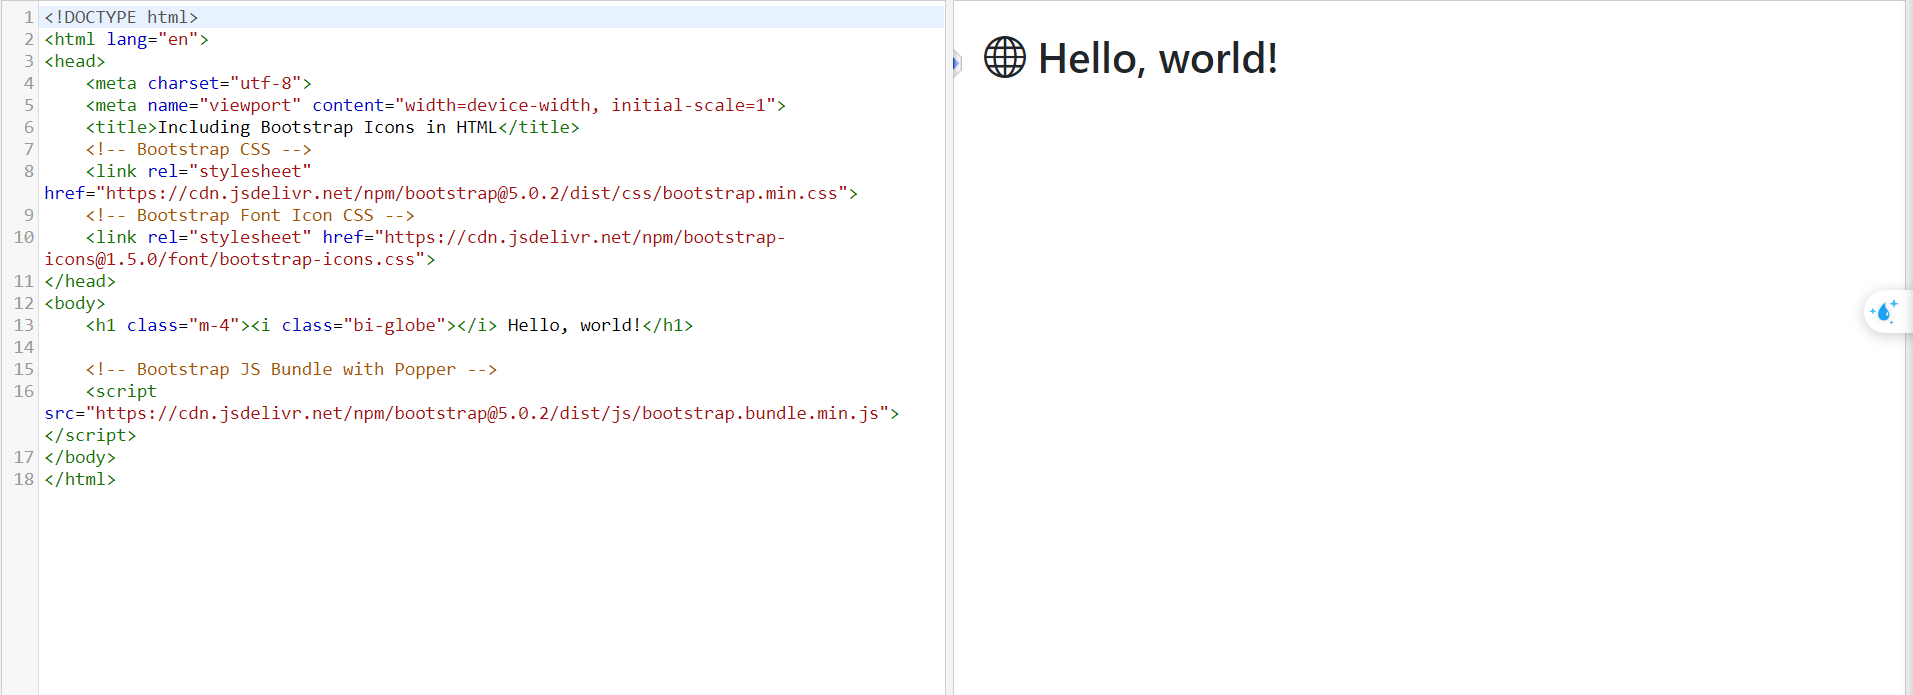 1 <!DOCTYPE html>
2 <html lang="en">
3 <head>
4     <meta charset="utf-8">
5     <meta name="viewport" content="width=device-width, initial-scale=1">
6     <title>Including Bootstrap Icons in HTML</title>
7     <!-- Bootstrap CSS -->
8     <link rel="stylesheet"
href="https://cdn.jsdelivr.net/npm/bootstrap@5.0.2/dist/css/bootstrap.min.css">
9     <!-- Bootstrap Font Icon CSS -->
10     <link rel="stylesheet" href="https://cdn.jsdelivr.net/npm/bootstrap-
icons@1.5.0/font/bootstrap-icons.css">
11 </head>
12 <body>
13     <h1 class="m-4"><i class="bi-globe"></i> Hello, world!</h1>
14
15     <!-- Bootstrap JS Bundle with Popper -->
16     <script
src="https://cdn.jsdelivr.net/npm/bootstrap@5.0.2/dist/js/bootstrap.bundle.min.js">
</script>
17 </body>
18 </html>
Hello, world!